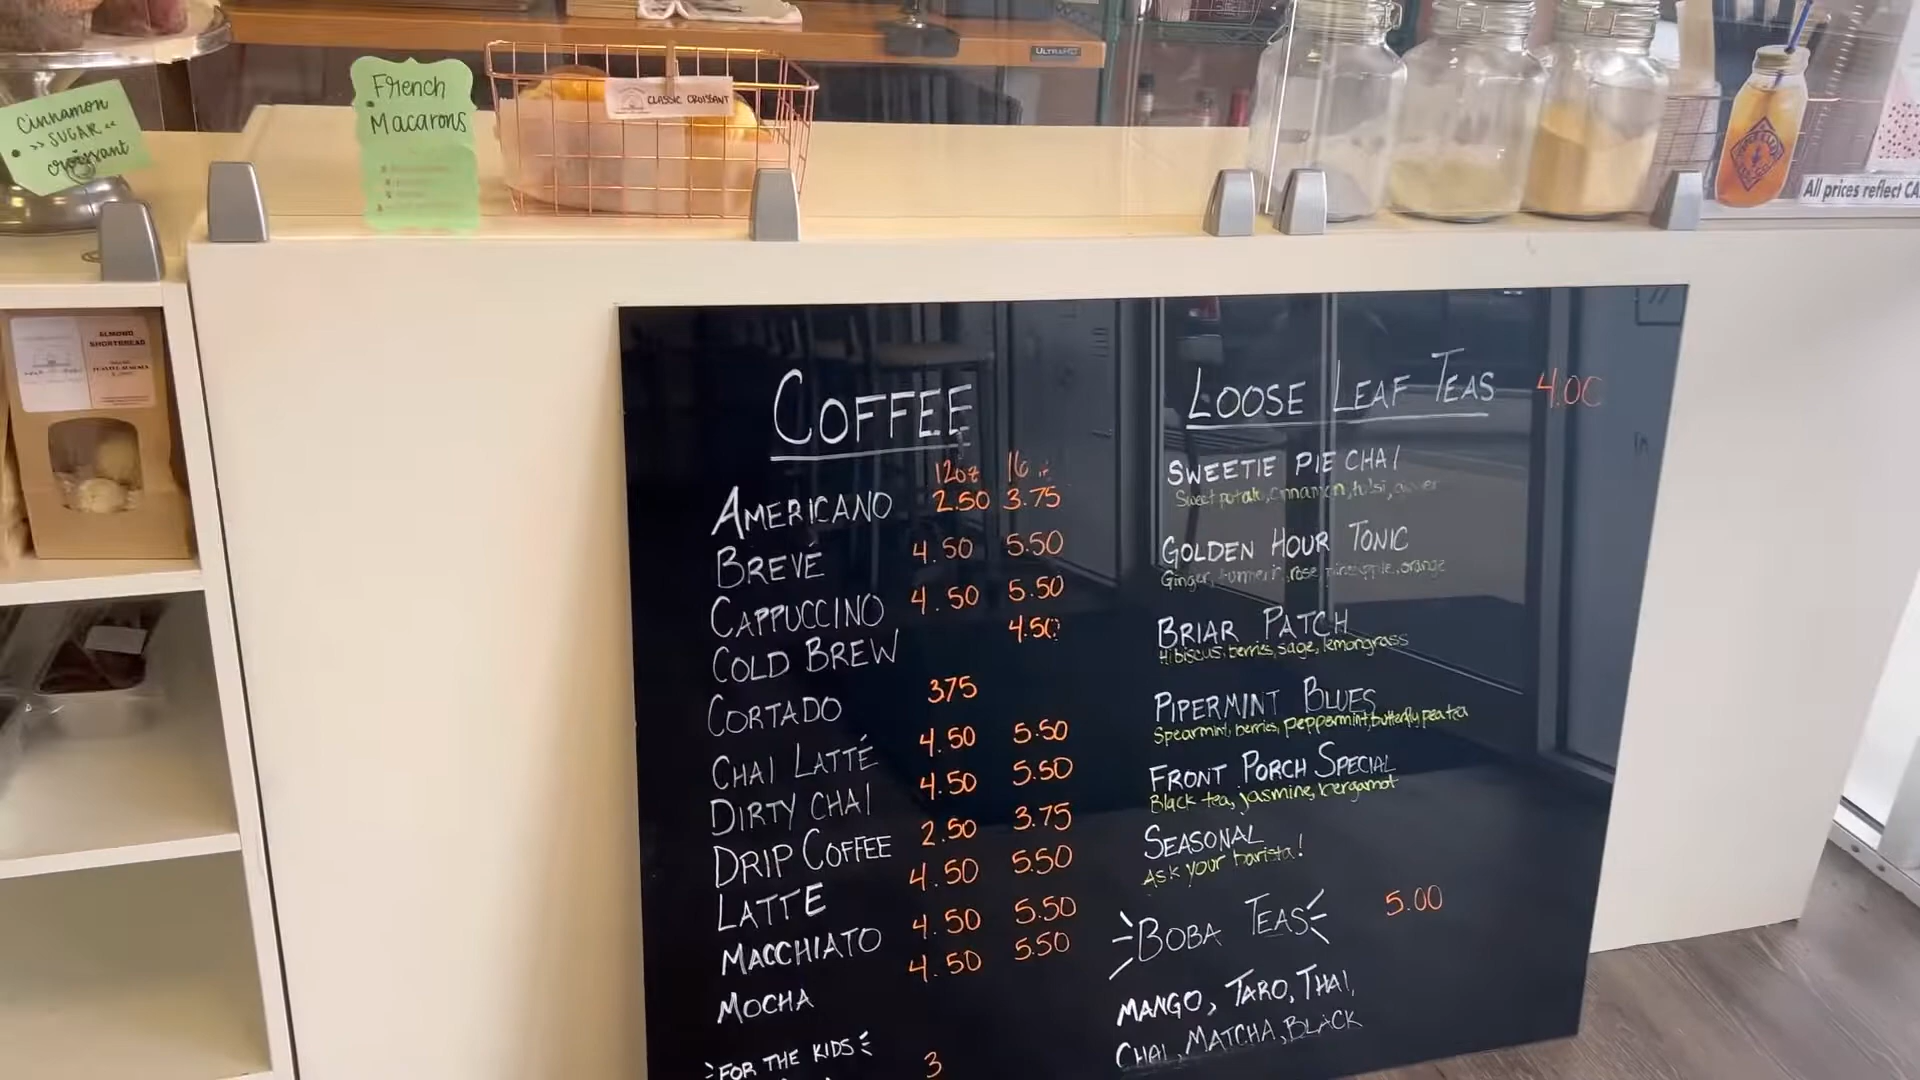 Cinnamon
SUGAR
croissant
French
Macarons
CLASSIC CROISSANT
ULTRAHD
All prices reflect CA
ALMOND
SHORTBREAD
COFFEE
12oz 16
AMERICANO 2.50 3.75
BREVÉ 4.50 5.50
CAPPUCCINO 4.50 5.50
COLD BREW 4.50
CORTADO 375
CHAI LATTÉ 4.50 5.50
DIRTY CHAI 4.50 5.50
DRIP COFFEE 2.50 3.75
LATTE 4.50 5.50
MACCHIATO 4.50 5.50
MOCHA 4.50 5.50
FOR THE KIDS 3
LOOSE LEAF TEAS 4.00
SWEETIE PIE CHAI
Sweet potato, cinnamon, tulsi,
GOLDEN HOUR TONIC
Ginger, turmeric, rose, pineapple, orange
BRIAR PATCH
Hibiscus, berries, sage, lemongrass
PIPERMINT BLUES
Spearmint, berries, peppermint, butterfly pea tea
FRONT PORCH SPECIAL
Black tea, jasmine, bergamot
SEASONAL
Ask your barista!
BOBA TEAS 5.00
MANGO, TARO, THAI,
CHAI, MATCHA, BLACK